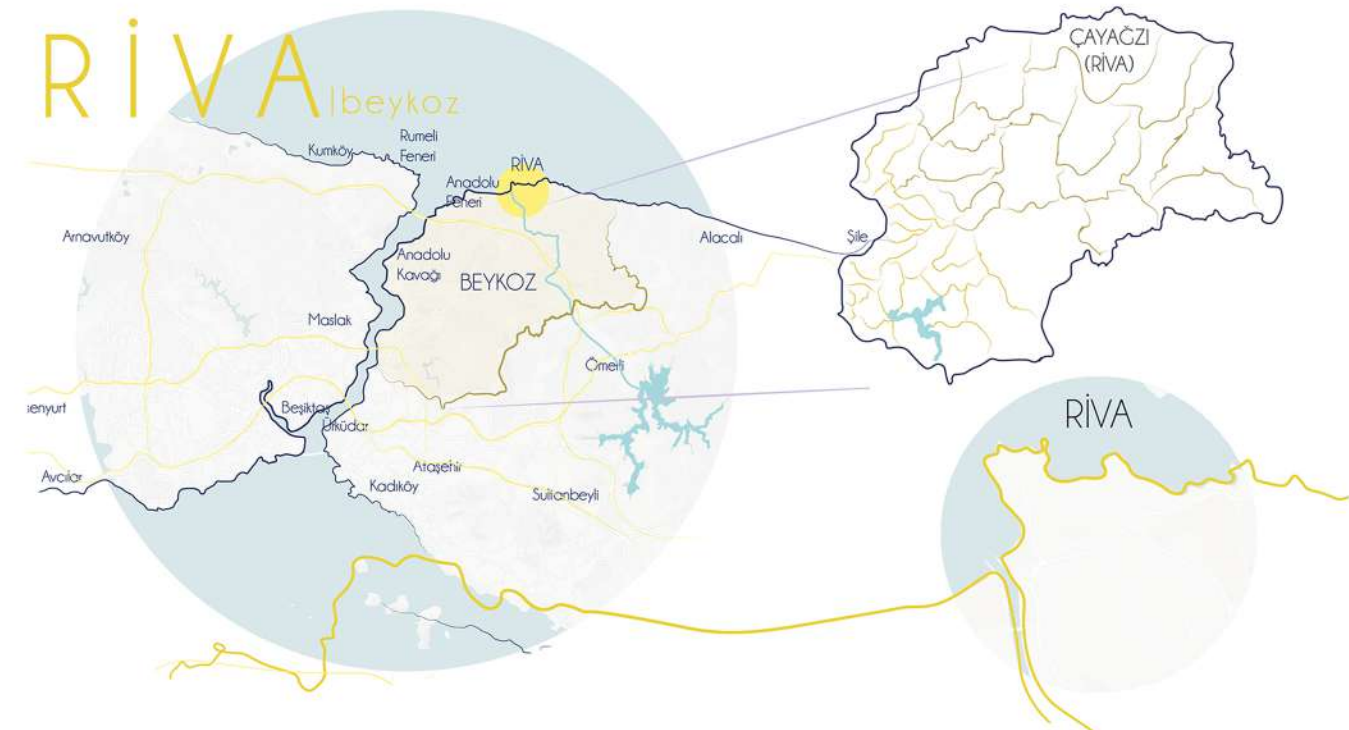 RİVA
|beykoz
Kumköy
Rumeli
Feneri
Anadolu
Feneri
RİVA
Arnavutköy
Anadolu
Kavağı
BEYKOZ
Alacalı
Şile
Maslak
Ömerli
Beşiktaş
Üsküdar
senyurt
Avcılar
Ataşehir
Kadıköy
Sultanbeyli
ÇAYAĞZI
(RİVA)
RİVA